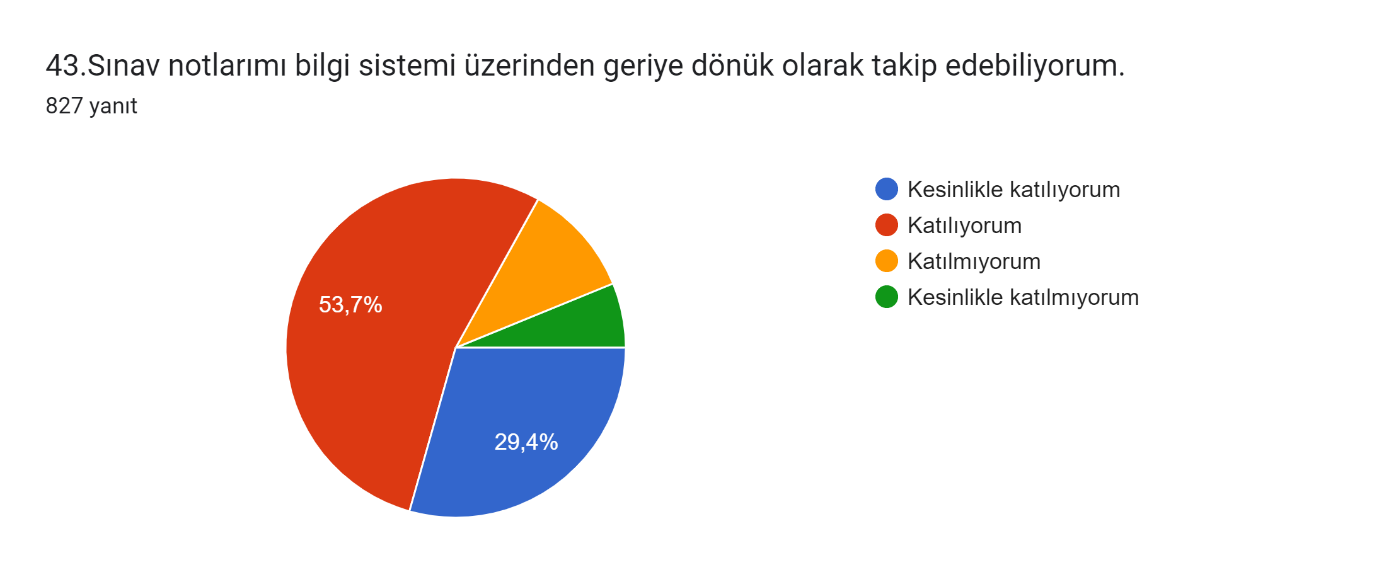 43.Sınav notlarımı bilgi sistemi üzerinden geriye dönük olarak takip edebiliyorum.
827 yanıt
Kesinlikle katılıyorum
Katılıyorum
Katılmıyorum
Kesinlikle katılmıyorum
53,7%
29,4%